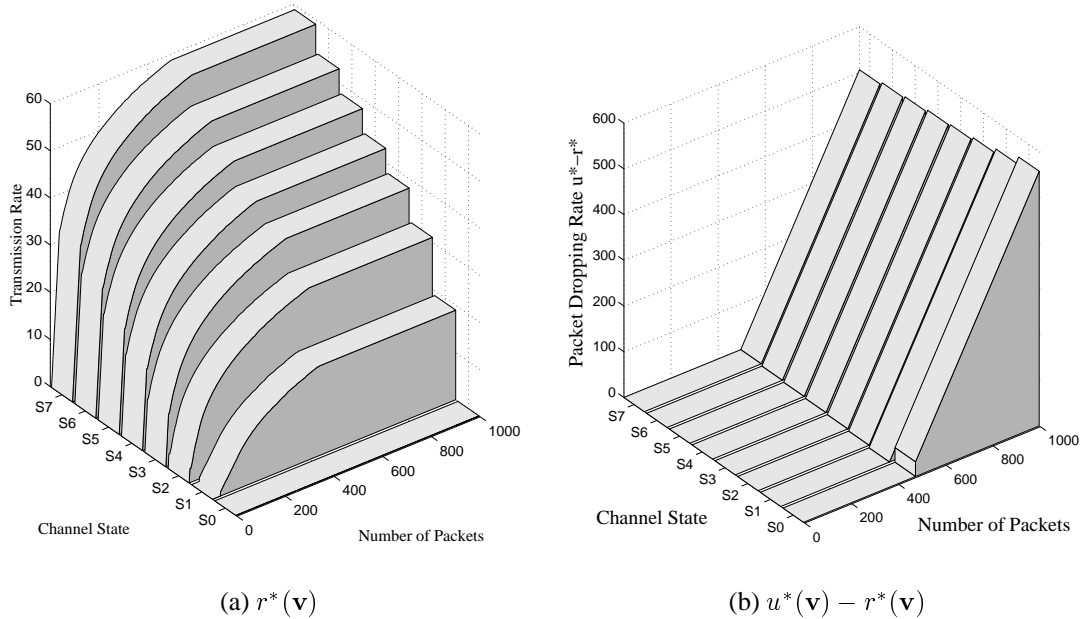 60
50
40
30
20
10
0
Transmission Rate
S7
S6
S5
S4
S3
S2
S1
S0
Channel State
0
200
400
600
800
1000
Number of Packets
(a) r*(v)
600
500
400
300
200
100
0
Packet Dropping Rate u*–r*
S7
S6
S5
S4
S3
S2
S1
S0
Channel State
0
200
400
600
800
1000
Number of Packets
(b) u*(v) − r*(v)